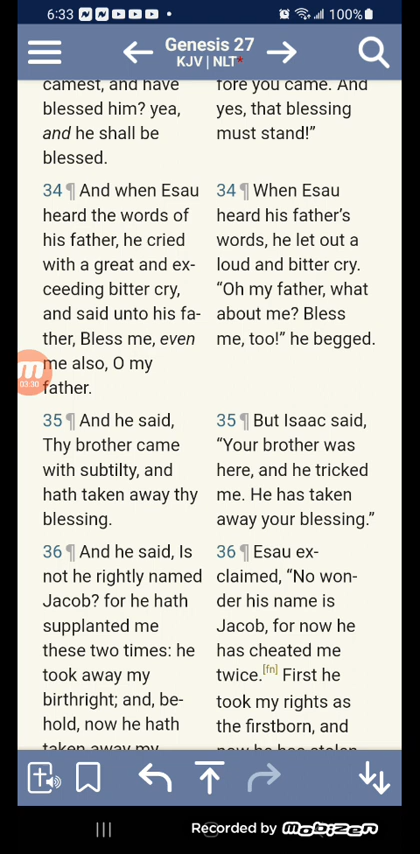 6:33 100%
Genesis 27
KJV | NLT*
camest, and have
blessed him? yea,
and he shall be
blessed.
34 ¶ And when Esau
heard the words of
his father, he cried
with a great and ex-
ceeding bitter cry,
and said unto his fa-
ther, Bless me, even
me also, O my
father.
35 ¶ And he said,
Thy brother came
with subtilty, and
hath taken away thy
blessing.
36 ¶ And he said, Is
not he rightly named
Jacob? for he hath
supplanted me
these two times: he
took away my
birthright; and, be-
hold, now he hath
taken away my
fore you came. And
yes, that blessing
must stand!”
34 ¶ When Esau
heard his father’s
words, he let out a
loud and bitter cry.
“Oh my father, what
about me? Bless
me, too!” he begged.
35 ¶ But Isaac said,
“Your brother was
here, and he tricked
me. He has taken
away your blessing.”
36 ¶ Esau ex-
claimed, “No won-
der his name is
Jacob, for now he
has cheated me
twice.[fn] First he
took my rights as
the firstborn, and
now he has stolen
03:30
Recorded by MOBIZEN